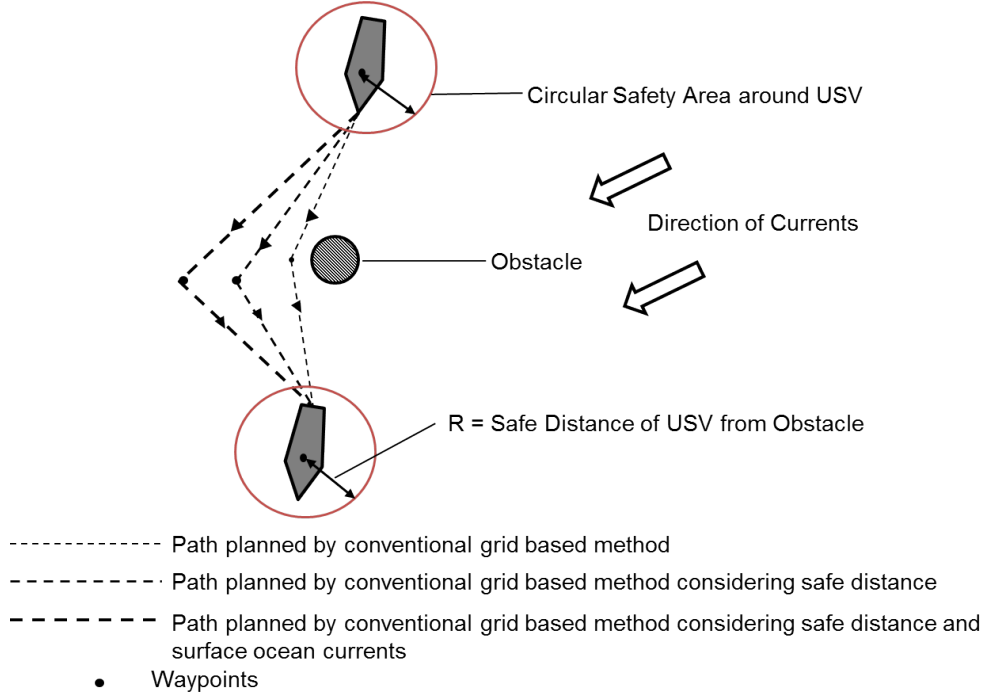 Circular Safety Area around USV
Direction of Currents
Obstacle
R = Safe Distance of USV from Obstacle
Path planned by conventional grid based method
Path planned by conventional grid based method considering safe distance
Path planned by conventional grid based method considering safe distance and
surface ocean currents
Waypoints